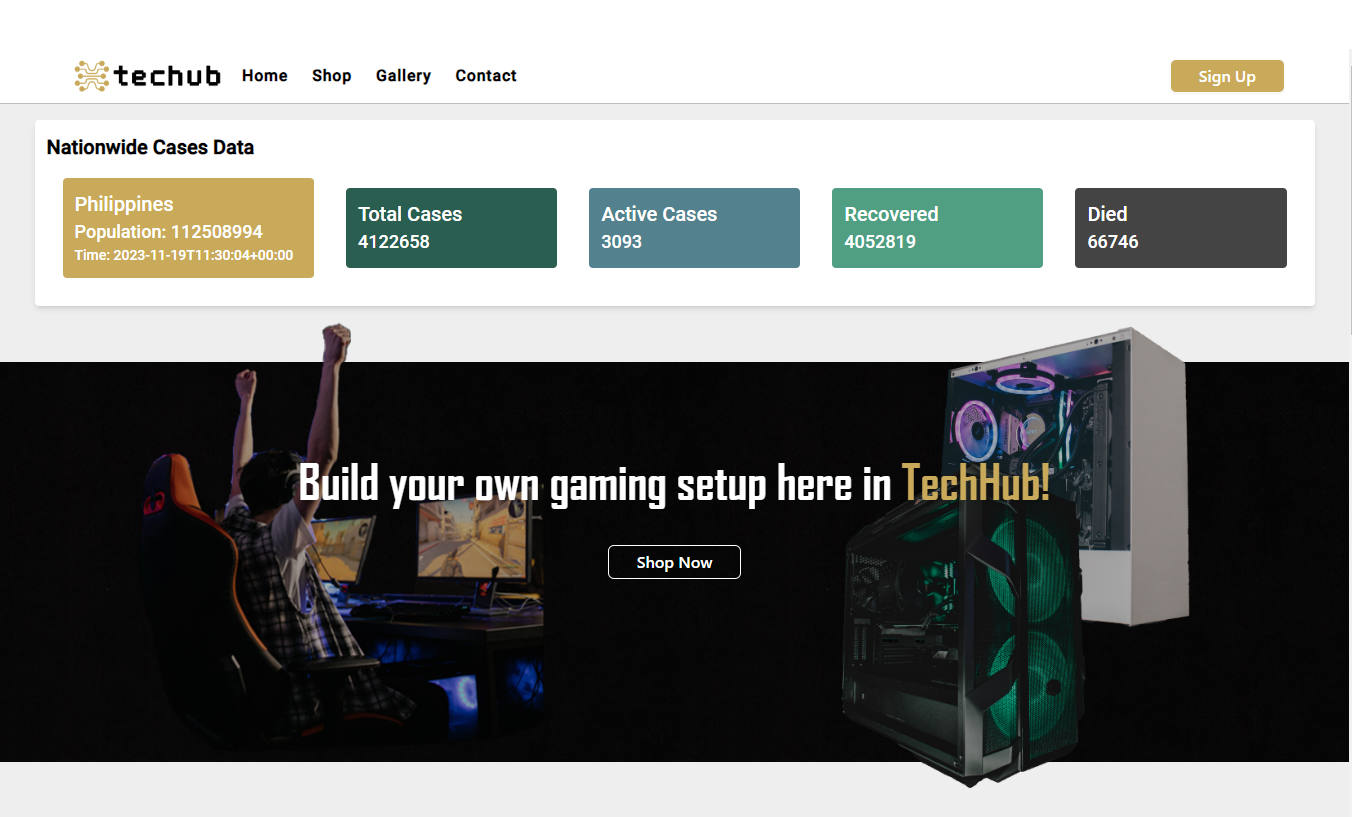 techub Home Shop Gallery Contact Sign Up
Nationwide Cases Data
Philippines
Population: 112508994
Time: 2023-11-19T11:30:04+00:00
Total Cases
4122658
Active Cases
3093
Recovered
4052819
Died
66746
Build your own gaming setup here in TechHub!
Shop Now